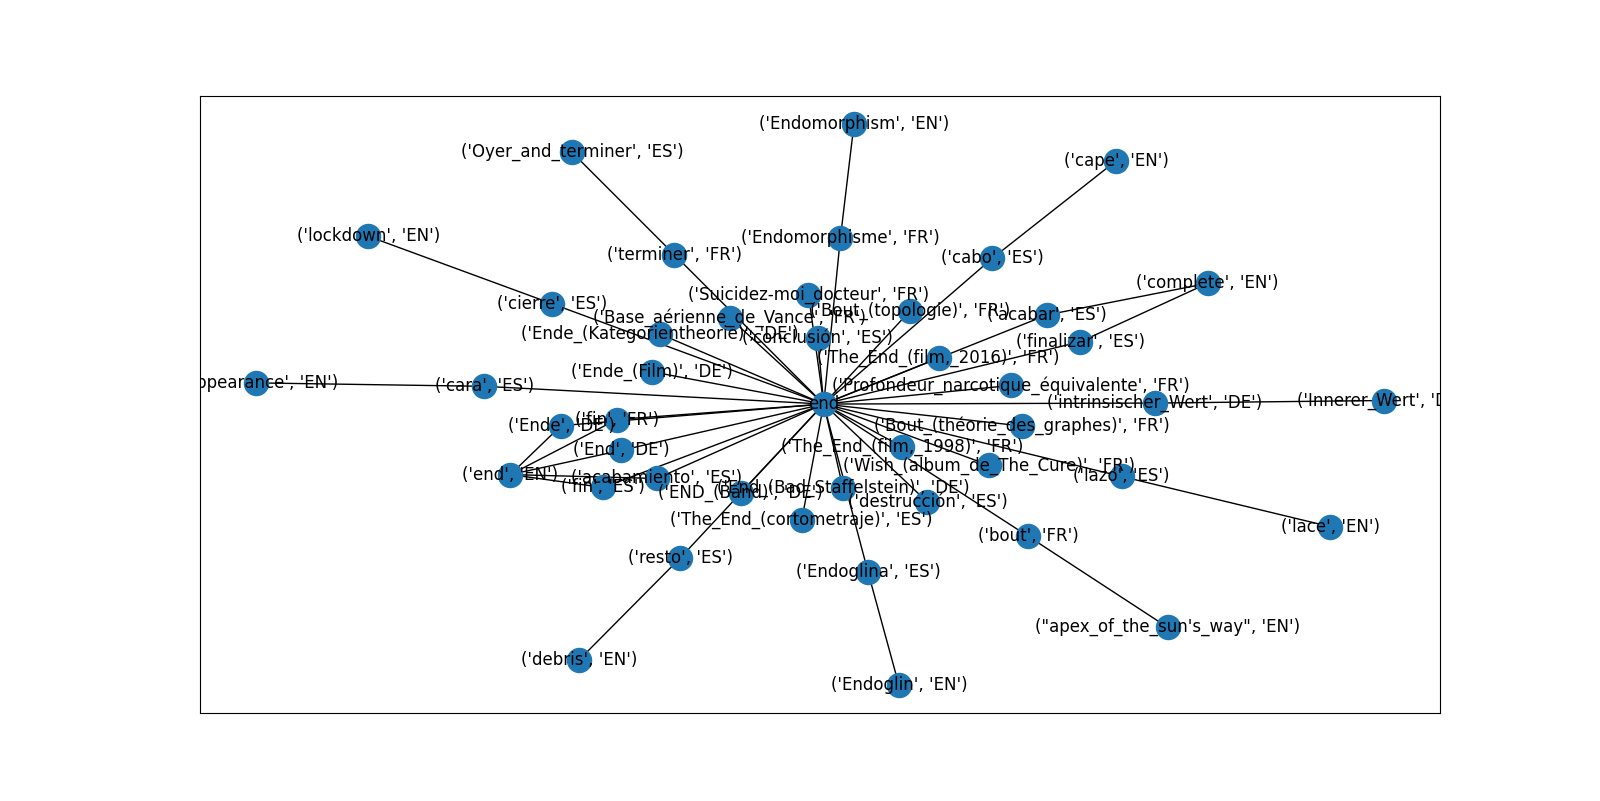 ('Endomorphism', 'EN')
('Oyer_and_terminer', 'ES')
('cape', 'EN')
('lockdown', 'EN')
('Endomorphisme', 'FR')
('terminer', 'FR')
('cabo', 'ES')
('complete', 'EN')
('Suicidez-moi_docteur', 'FR')
('cierre', 'ES')
('Bout_(topologie)', 'FR')
('acabar', 'ES')
('Base_aérienne_de_Vance', 'FR')
('Ende_(Kategorientheorie)', 'DE')
('conclusión', 'ES')
('finalizar', 'ES')
('The_End_(film,_2016)', 'FR')
('Ende_(Film)', 'DE')
ppearance', 'EN')
('cara', 'ES')
('Profondeur_narcotique_équivalente', 'FR')
end
('intrinsischer_Wert', 'DE')
('Innerer_Wert', 'D
('Ende', 'DE')
('fin', 'FR')
('Bout_(théorie_des_graphes)', 'FR')
('End', 'DE')
('The_End_(film,_1998)', 'FR')
('Wish_(album_de_The_Cure)', 'FR')
('end', 'EN')
('acabamiento', 'ES')
('lazo', 'ES')
('fin', 'ES')
('END_(Band)', 'DE')
('End_(Bad_Staffelstein)', 'DE')
('destrucción', 'ES')
('The_End_(cortometraje)', 'ES')
('lace', 'EN')
('bout', 'FR')
('resto', 'ES')
('Endoglina', 'ES')
("apex_of_the_sun's_way", 'EN')
('debris', 'EN')
('Endoglin', 'EN')